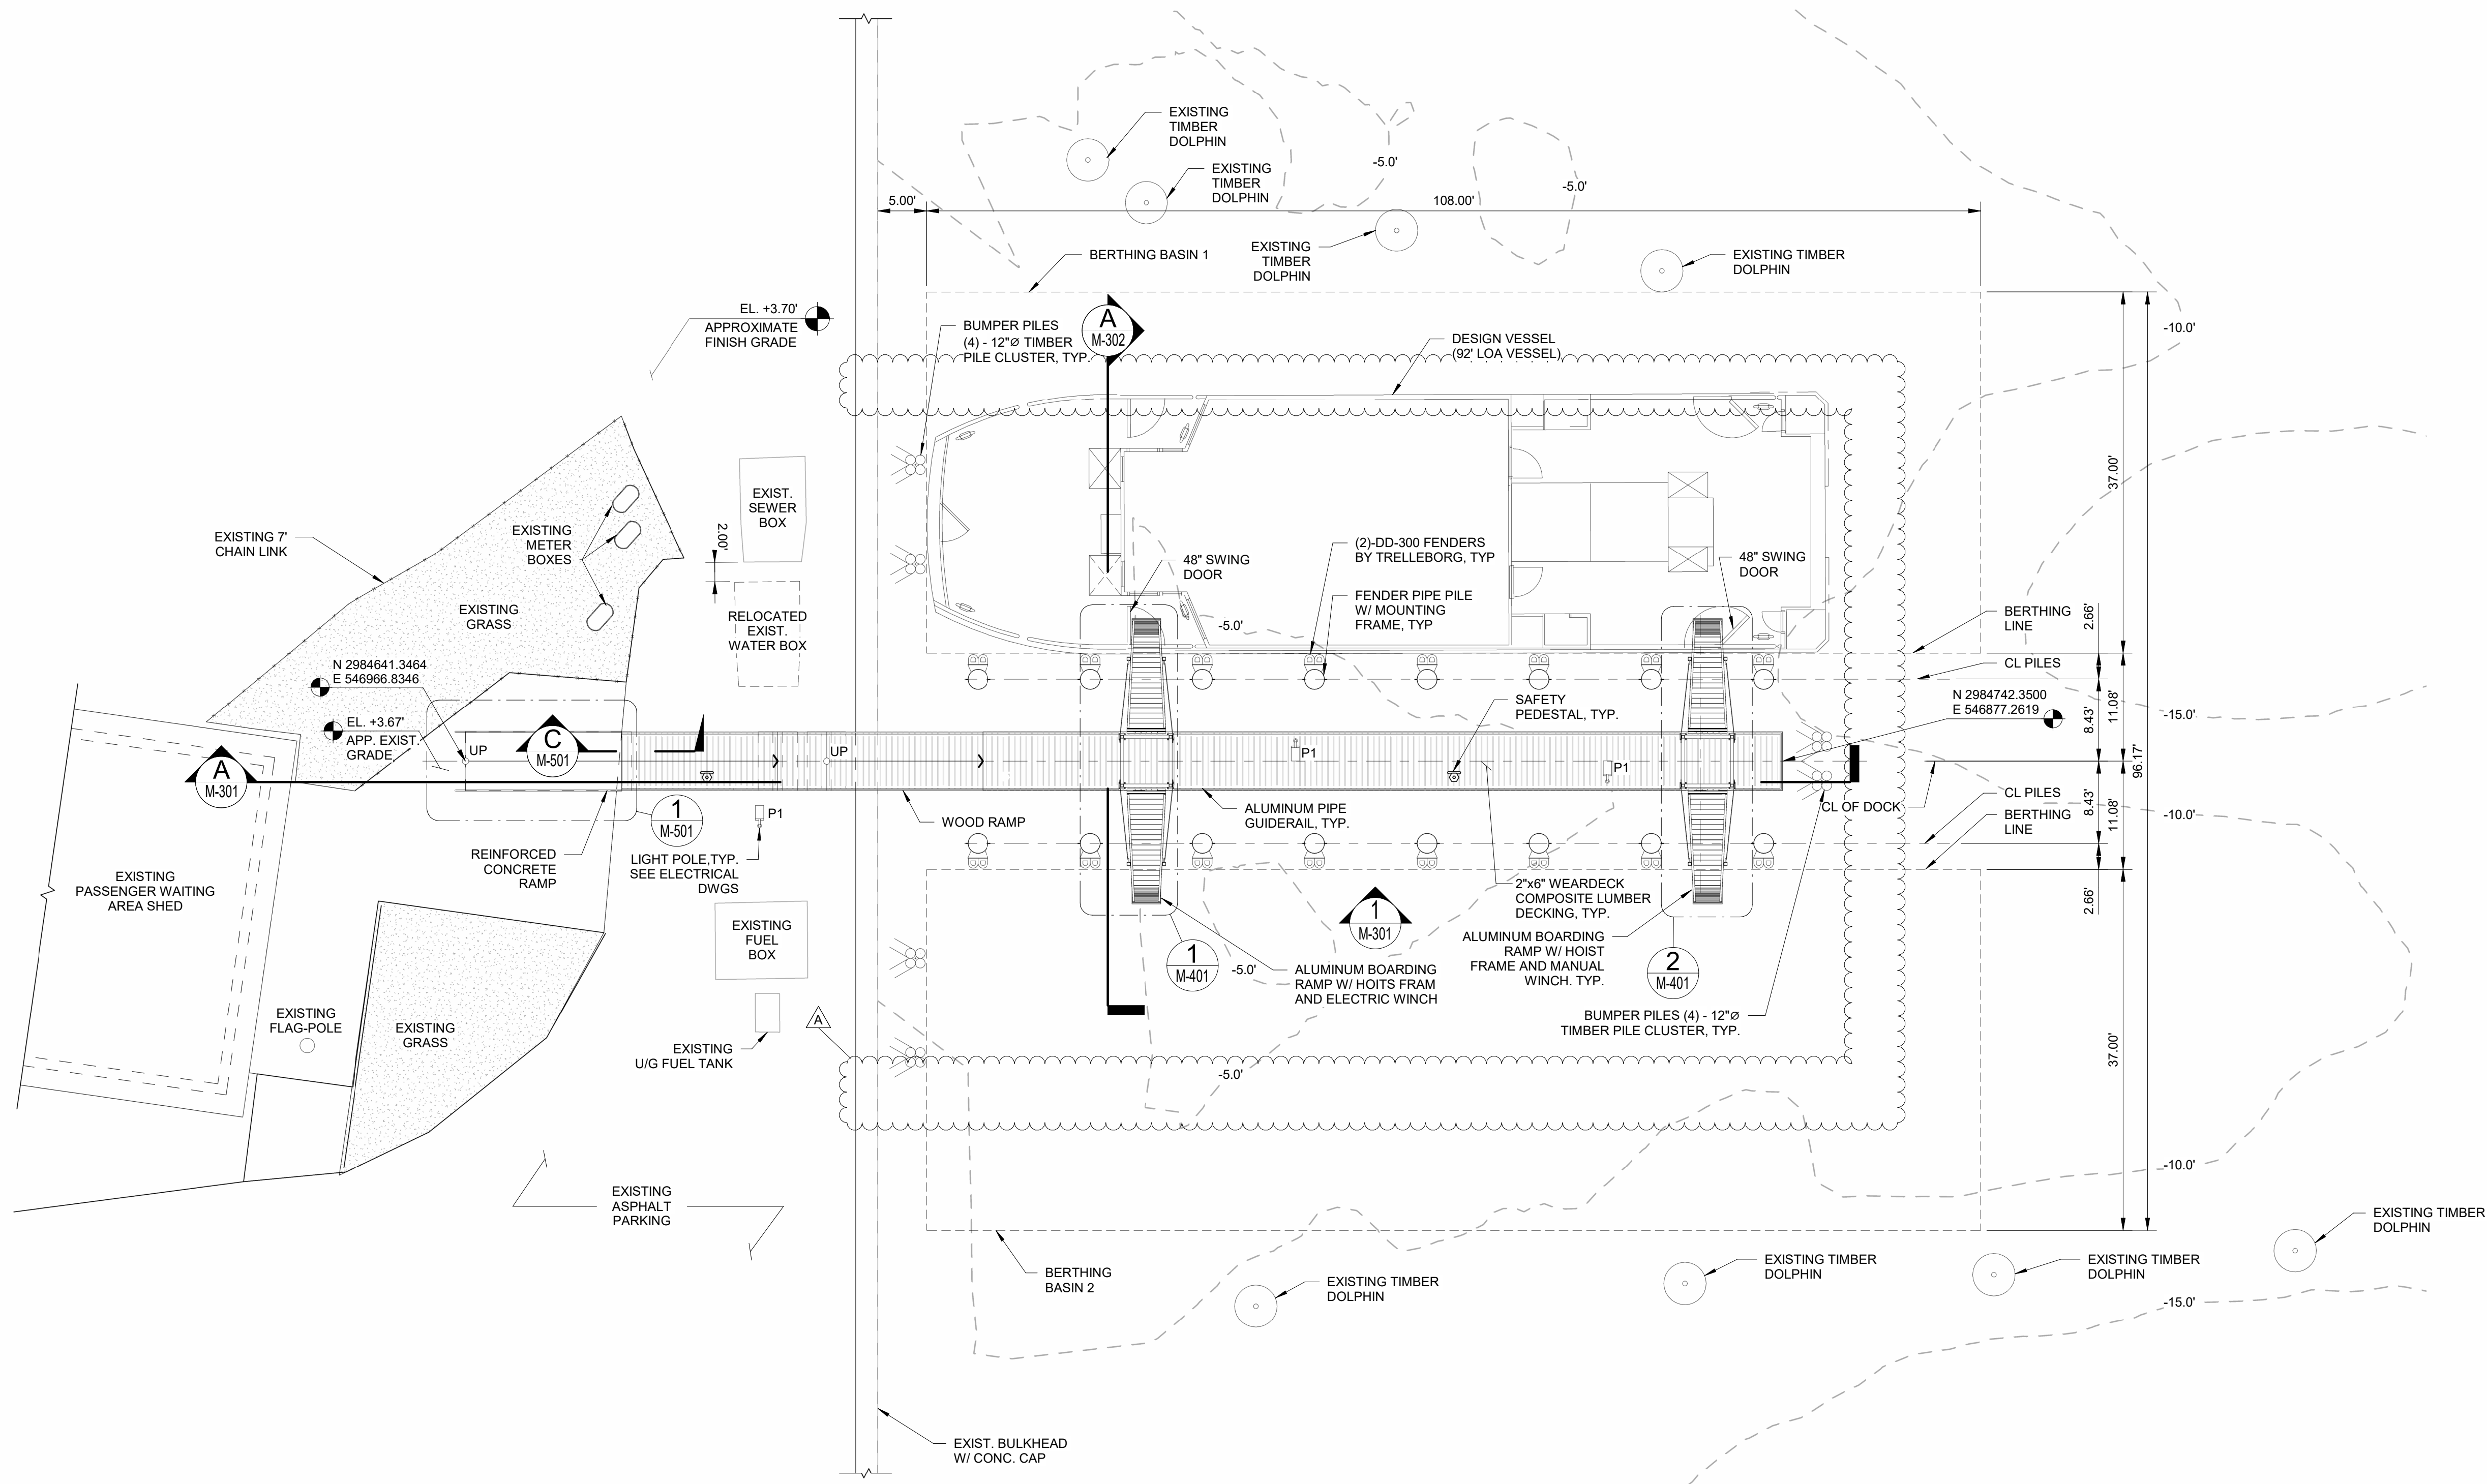 EXISTING
TIMBER
DOLPHIN
EXISTING
TIMBER
DOLPHIN
-5.0'
-5.0'
5.00'
108.00'
EXISTING
TIMBER
DOLPHIN
BERTHING BASIN 1
EXISTING TIMBER
DOLPHIN
EL. +3.70'
APPROXIMATE
FINISH GRADE
BUMPER PILES
(4) - 12"Ø TIMBER
PILE CLUSTER, TYP.
A
M-302
DESIGN VESSEL
(92' LOA VESSEL)
-10.0'
37.00'
96.17'
EXIST.
SEWER
BOX
2.00'
EXISTING 7'
CHAIN LINK
EXISTING
METER
BOXES
EXISTING
GRASS
RELOCATED
EXIST.
WATER BOX
48" SWING
DOOR
(2)-DD-300 FENDERS
BY TRELLEBORG, TYP
FENDER PIPE PILE
W/ MOUNTING
FRAME, TYP
-5.0'
48" SWING
DOOR
BERTHING
LINE
2.66'
CL PILES
N 2984641.3464
E 546966.8346
EL. +3.67'
APP. EXIST.
GRADE
UP
C
M-501
UP
SAFETY
PEDESTAL, TYP.
P1
P1
N 2984742.3500
E 546877.2619
8.43'
11.08'
-15.0'
A
M-301
1
M-501
P1
WOOD RAMP
ALUMINUM PIPE
GUIDERAIL, TYP.
CL OF DOCK
CL PILES
BERTHING
LINE
8.43'
11.08'
-10.0'
REINFORCED
CONCRETE
RAMP
LIGHT POLE,TYP.
SEE ELECTRICAL
DWGS
EXISTING
PASSENGER WAITING
AREA SHED
2"x6" WEARDECK
COMPOSITE LUMBER
DECKING, TYP.
2.66'
1
M-301
EXISTING
FUEL
BOX
ALUMINUM BOARDING
RAMP W/ HOIST
FRAME AND MANUAL
WINCH. TYP.
1
M-401
-5.0'
ALUMINUM BOARDING
RAMP W/ HOITS FRAM
AND ELECTRIC WINCH
2
M-401
EXISTING
FLAG-POLE
EXISTING
GRASS
A
BUMPER PILES (4) - 12"Ø
TIMBER PILE CLUSTER, TYP.
EXISTING
U/G FUEL TANK
-5.0'
37.00'
-10.0'
EXISTING
ASPHALT
PARKING
EXISTING TIMBER
DOLPHIN
BERTHING
BASIN 2
EXISTING TIMBER
DOLPHIN
EXISTING TIMBER
DOLPHIN
EXISTING TIMBER
DOLPHIN
-15.0'
EXIST. BULKHEAD
W/ CONC. CAP